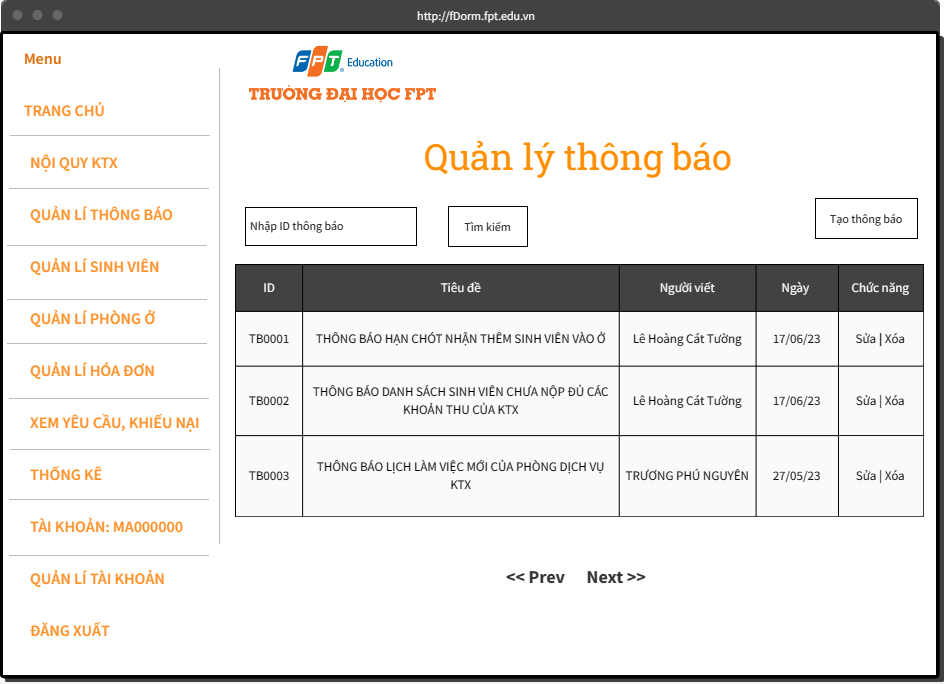 http://fDorm.fpt.edu.vn
Menu
TRANG CHỦ
NỘI QUY KTX
QUẢN LÍ THÔNG BÁO
QUẢN LÍ SINH VIÊN
QUẢN LÍ PHÒNG Ở
QUẢN LÍ HÓA ĐƠN
XEM YÊU CẦU, KHIẾU NẠI
THỐNG KÊ
TÀI KHOẢN: MA000000
QUẢN LÍ TÀI KHOẢN
ĐĂNG XUẤT
FPT Education
TRƯỜNG ĐẠI HỌC FPT
Quản lý thông báo
Nhập ID thông báo
Tìm kiếm
Tạo thông báo
ID Tiêu đề Người viết Ngày Chức năng
TB0001 THÔNG BÁO HẠN CHÓT NHẬN THÊM SINH VIÊN VÀO Ở Lê Hoàng Cát Tường 17/06/23 Sửa | Xóa
TB0002 THÔNG BÁO DANH SÁCH SINH VIÊN CHƯA NỘP ĐỦ CÁC
KHOẢN THU CỦA KTX Lê Hoàng Cát Tường 17/06/23 Sửa | Xóa
TB0003 THÔNG BÁO LỊCH LÀM VIỆC MỚI CỦA PHÒNG DỊCH VỤ
KTX TRƯƠNG PHÚ NGUYÊN 27/05/23 Sửa | Xóa
<< Prev Next >>